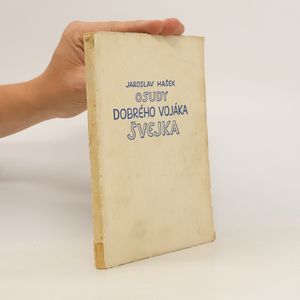 JAROSLAV HAŠEK
OSUDY
DOBRÉHO VOJÁKA
ŠVEJKA